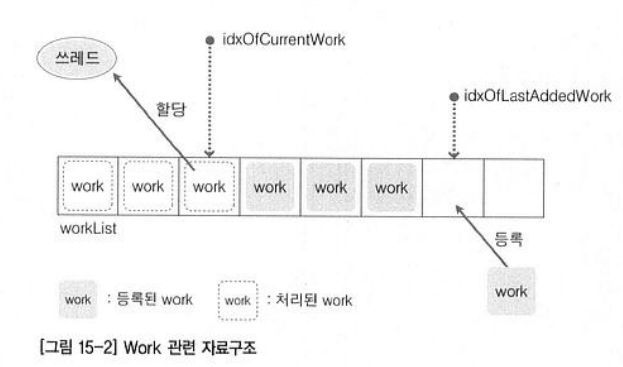 쓰레드
idxOfCurrentWork
idxOfLastAddedWork
할당
work work work work work work
workList
등록
work
work : 등록된 work work : 처리된 work
[그림 15-2] Work 관련 자료구조